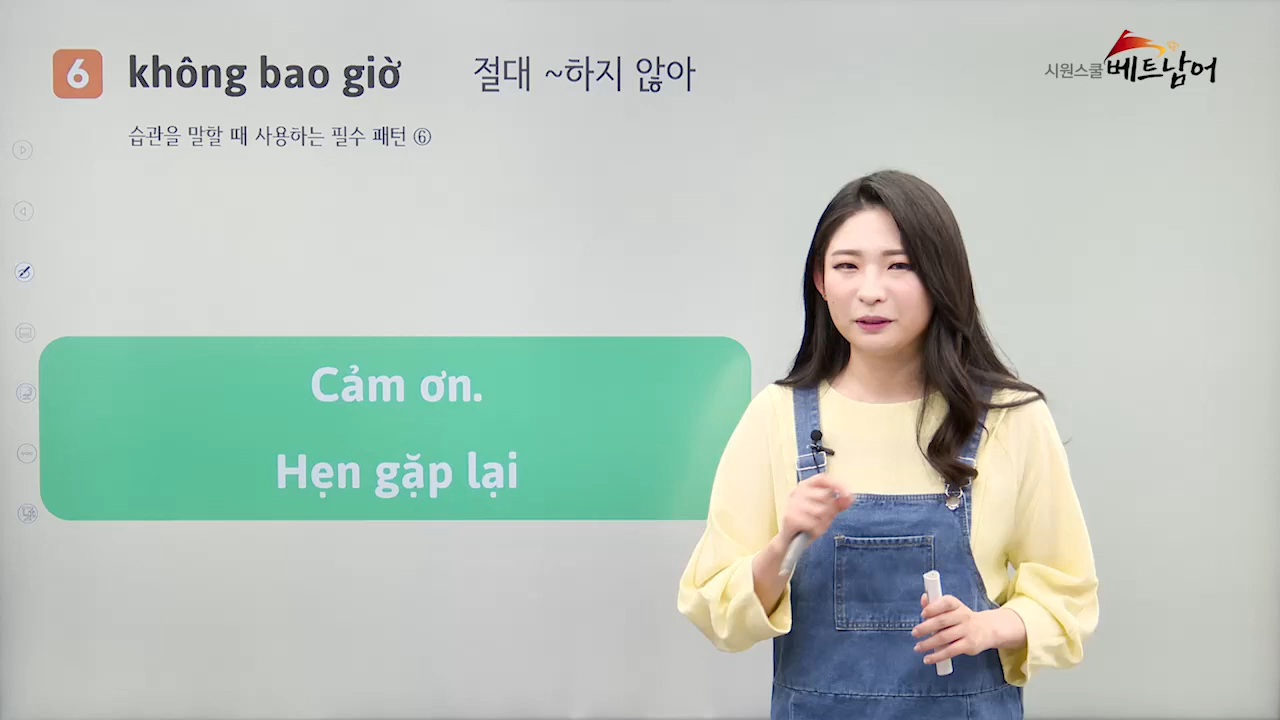 6 không bao giờ 절대 ~하지 않아
시원스쿨 베트남어
습관을 말할 때 사용하는 필수 패턴 ⑥
Cảm ơn.
Hẹn gặp lại